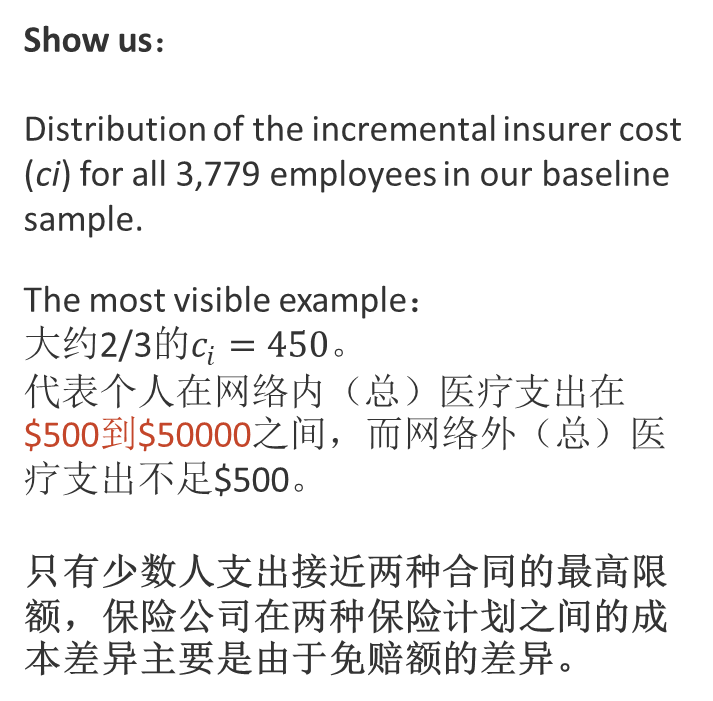 Show us：
Distribution of the incremental insurer cost
(ci) for all 3,779 employees in our baseline
sample.
The most visible example：
大约2/3的cᵢ = 450。
代表个人在网络内（总）医疗支出在
$500到$50000之间，而网络外（总）医
疗支出不足$500。
只有少数人支出接近两种合同的最高限
额，保险公司在两种保险计划之间的成
本差异主要是由于免赔额的差异。